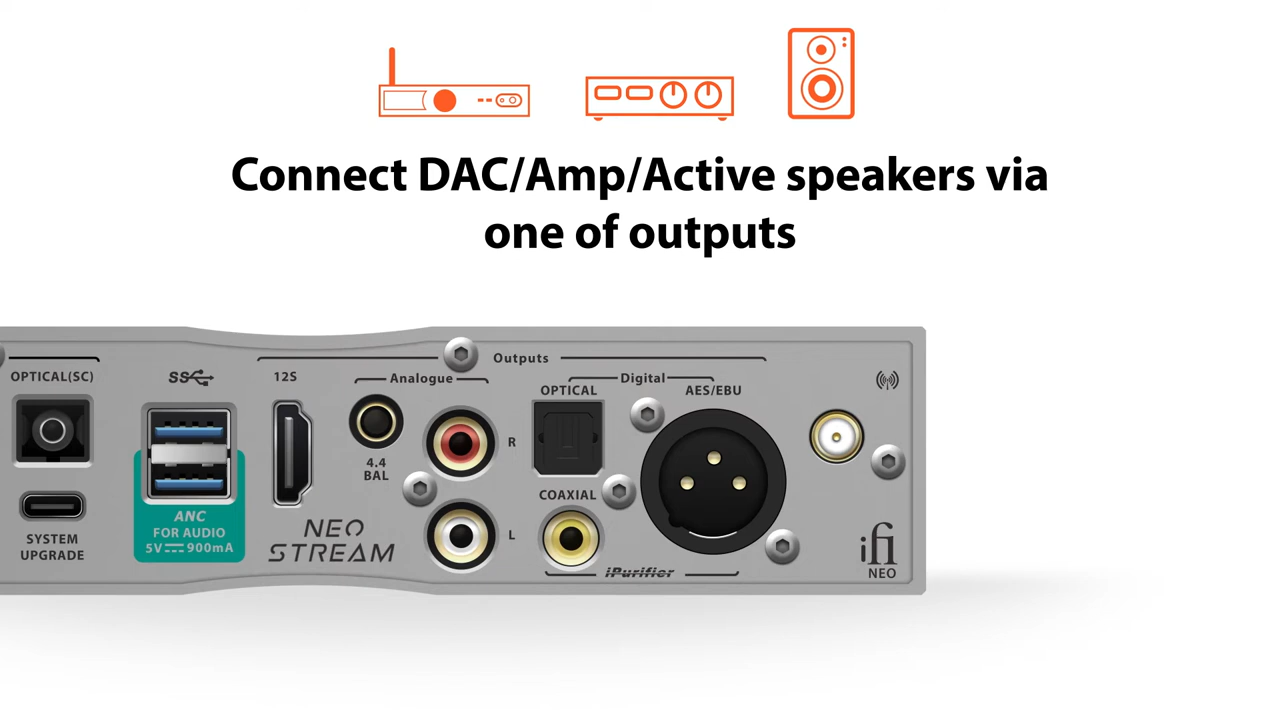 Connect DAC/Amp/Active speakers via
one of outputs
Outputs
OPTICAL(SC)
SS
12S
Analogue
Digital
OPTICAL
AES/EBU
4.4
BAL
R
COAXIAL
L
SYSTEM
UPGRADE
ANC
FOR AUDIO
5V⎓900mA
NEO
STREAM
iPurifier
ifi
NEO